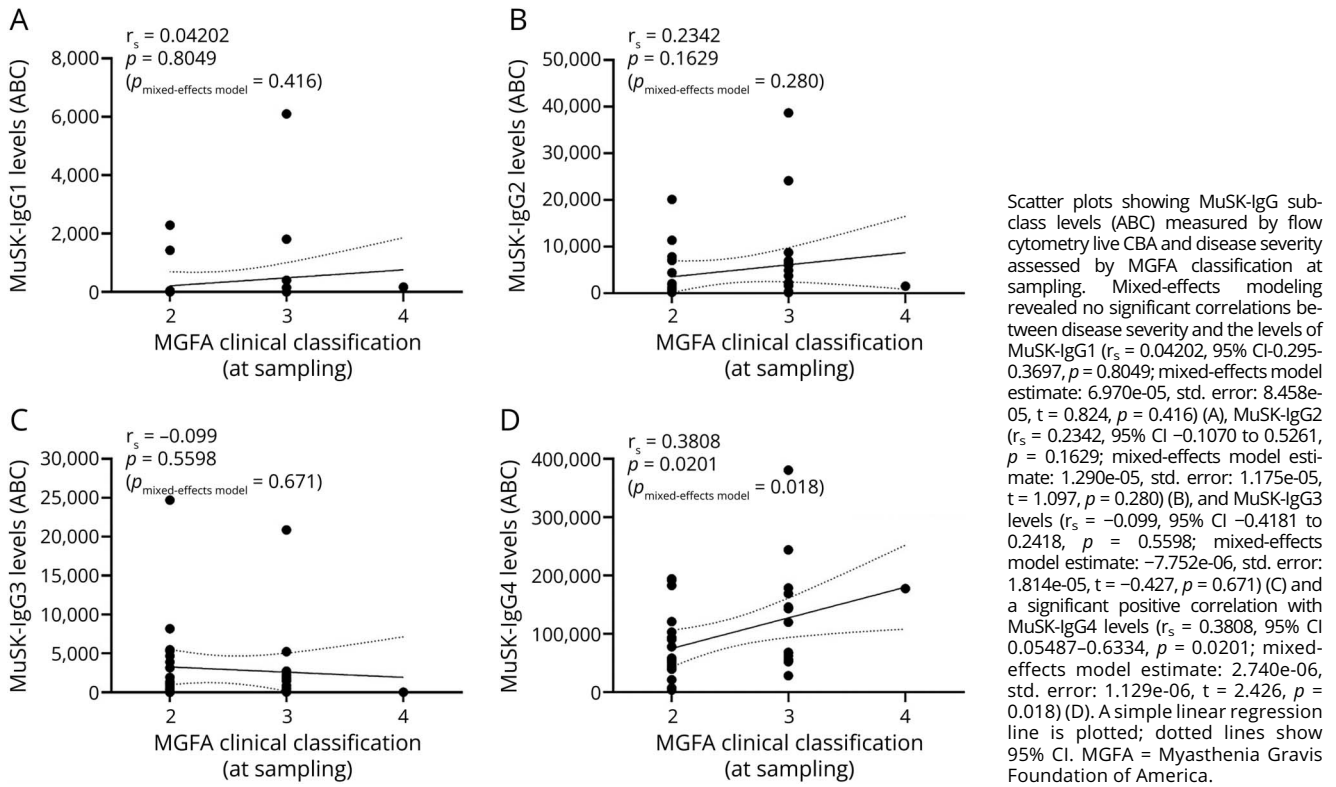 A
r_s = 0.04202
p = 0.8049
(p_mixed-effects model = 0.416)
MuSK-IgG1 levels (ABC)
8,000
6,000
4,000
2,000
0
2 3 4
MGFA clinical classification
(at sampling)
B
r_s = 0.2342
p = 0.1629
(p_mixed-effects model = 0.280)
MuSK-IgG2 levels (ABC)
50,000
40,000
30,000
20,000
10,000
0
2 3 4
MGFA clinical classification
(at sampling)
C
r_s = –0.099
p = 0.5598
(p_mixed-effects model = 0.671)
MuSK-IgG3 levels (ABC)
30,000
25,000
20,000
15,000
10,000
5,000
0
2 3 4
MGFA clinical classification
(at sampling)
D
r_s = 0.3808
p = 0.0201
(p_mixed-effects model = 0.018)
MuSK-IgG4 levels (ABC)
400,000
300,000
200,000
100,000
0
2 3 4
MGFA clinical classification
(at sampling)
Scatter plots showing MuSK-IgG sub-
class levels (ABC) measured by flow
cytometry live CBA and disease severity
assessed by MGFA classification at
sampling. Mixed-effects modeling
revealed no significant correlations be-
tween disease severity and the levels of
MuSK-IgG1 (r_s = 0.04202, 95% CI-0.295-
0.3697, p = 0.8049; mixed-effects model
estimate: 6.970e-05, std. error: 8.458e-
05, t = 0.824, p = 0.416) (A), MuSK-IgG2
(r_s = 0.2342, 95% CI −0.1070 to 0.5261,
p = 0.1629; mixed-effects model esti-
mate: 1.290e-05, std. error: 1.175e-05,
t = 1.097, p = 0.280) (B), and MuSK-IgG3
levels (r_s = −0.099, 95% CI −0.4181 to
0.2418, p = 0.5598; mixed-effects
model estimate: −7.752e-06, std. error:
1.814e-05, t = −0.427, p = 0.671) (C) and
a significant positive correlation with
MuSK-IgG4 levels (r_s = 0.3808, 95% CI
0.05487–0.6334, p = 0.0201; mixed-
effects model estimate: 2.740e-06,
std. error: 1.129e-06, t = 2.426, p =
0.018) (D). A simple linear regression
line is plotted; dotted lines show
95% CI. MGFA = Myasthenia Gravis
Foundation of America.